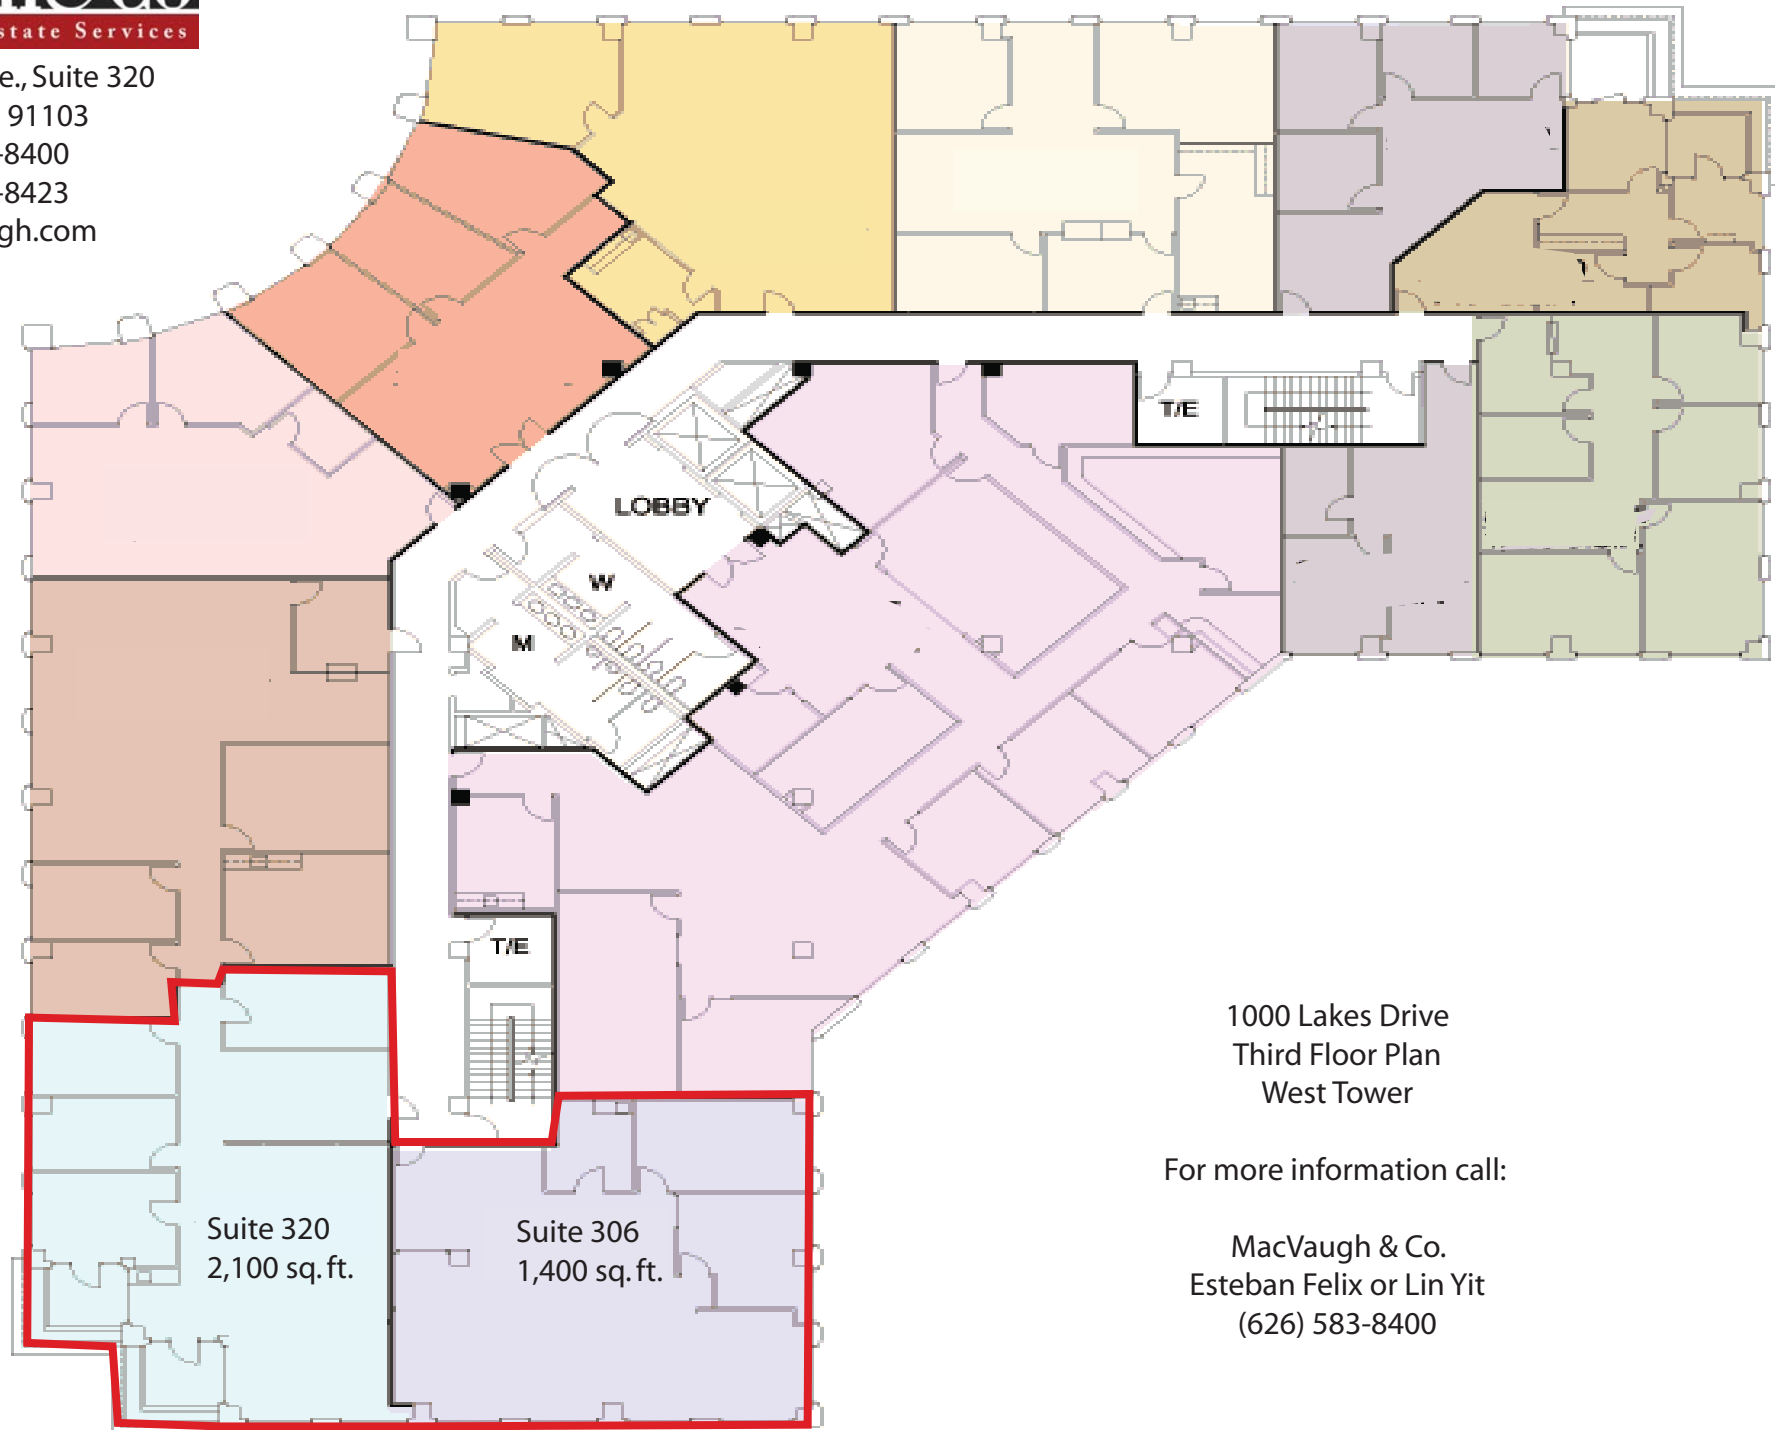 state Services
e., Suite 320
91103
-8400
-8423
gh.com
T/E
LOBBY
W
M
T/E
Suite 320
2,100 sq. ft.
Suite 306
1,400 sq. ft.
1000 Lakes Drive
Third Floor Plan
West Tower
For more information call:
MacVaugh & Co.
Esteban Felix or Lin Yit
(626) 583-8400